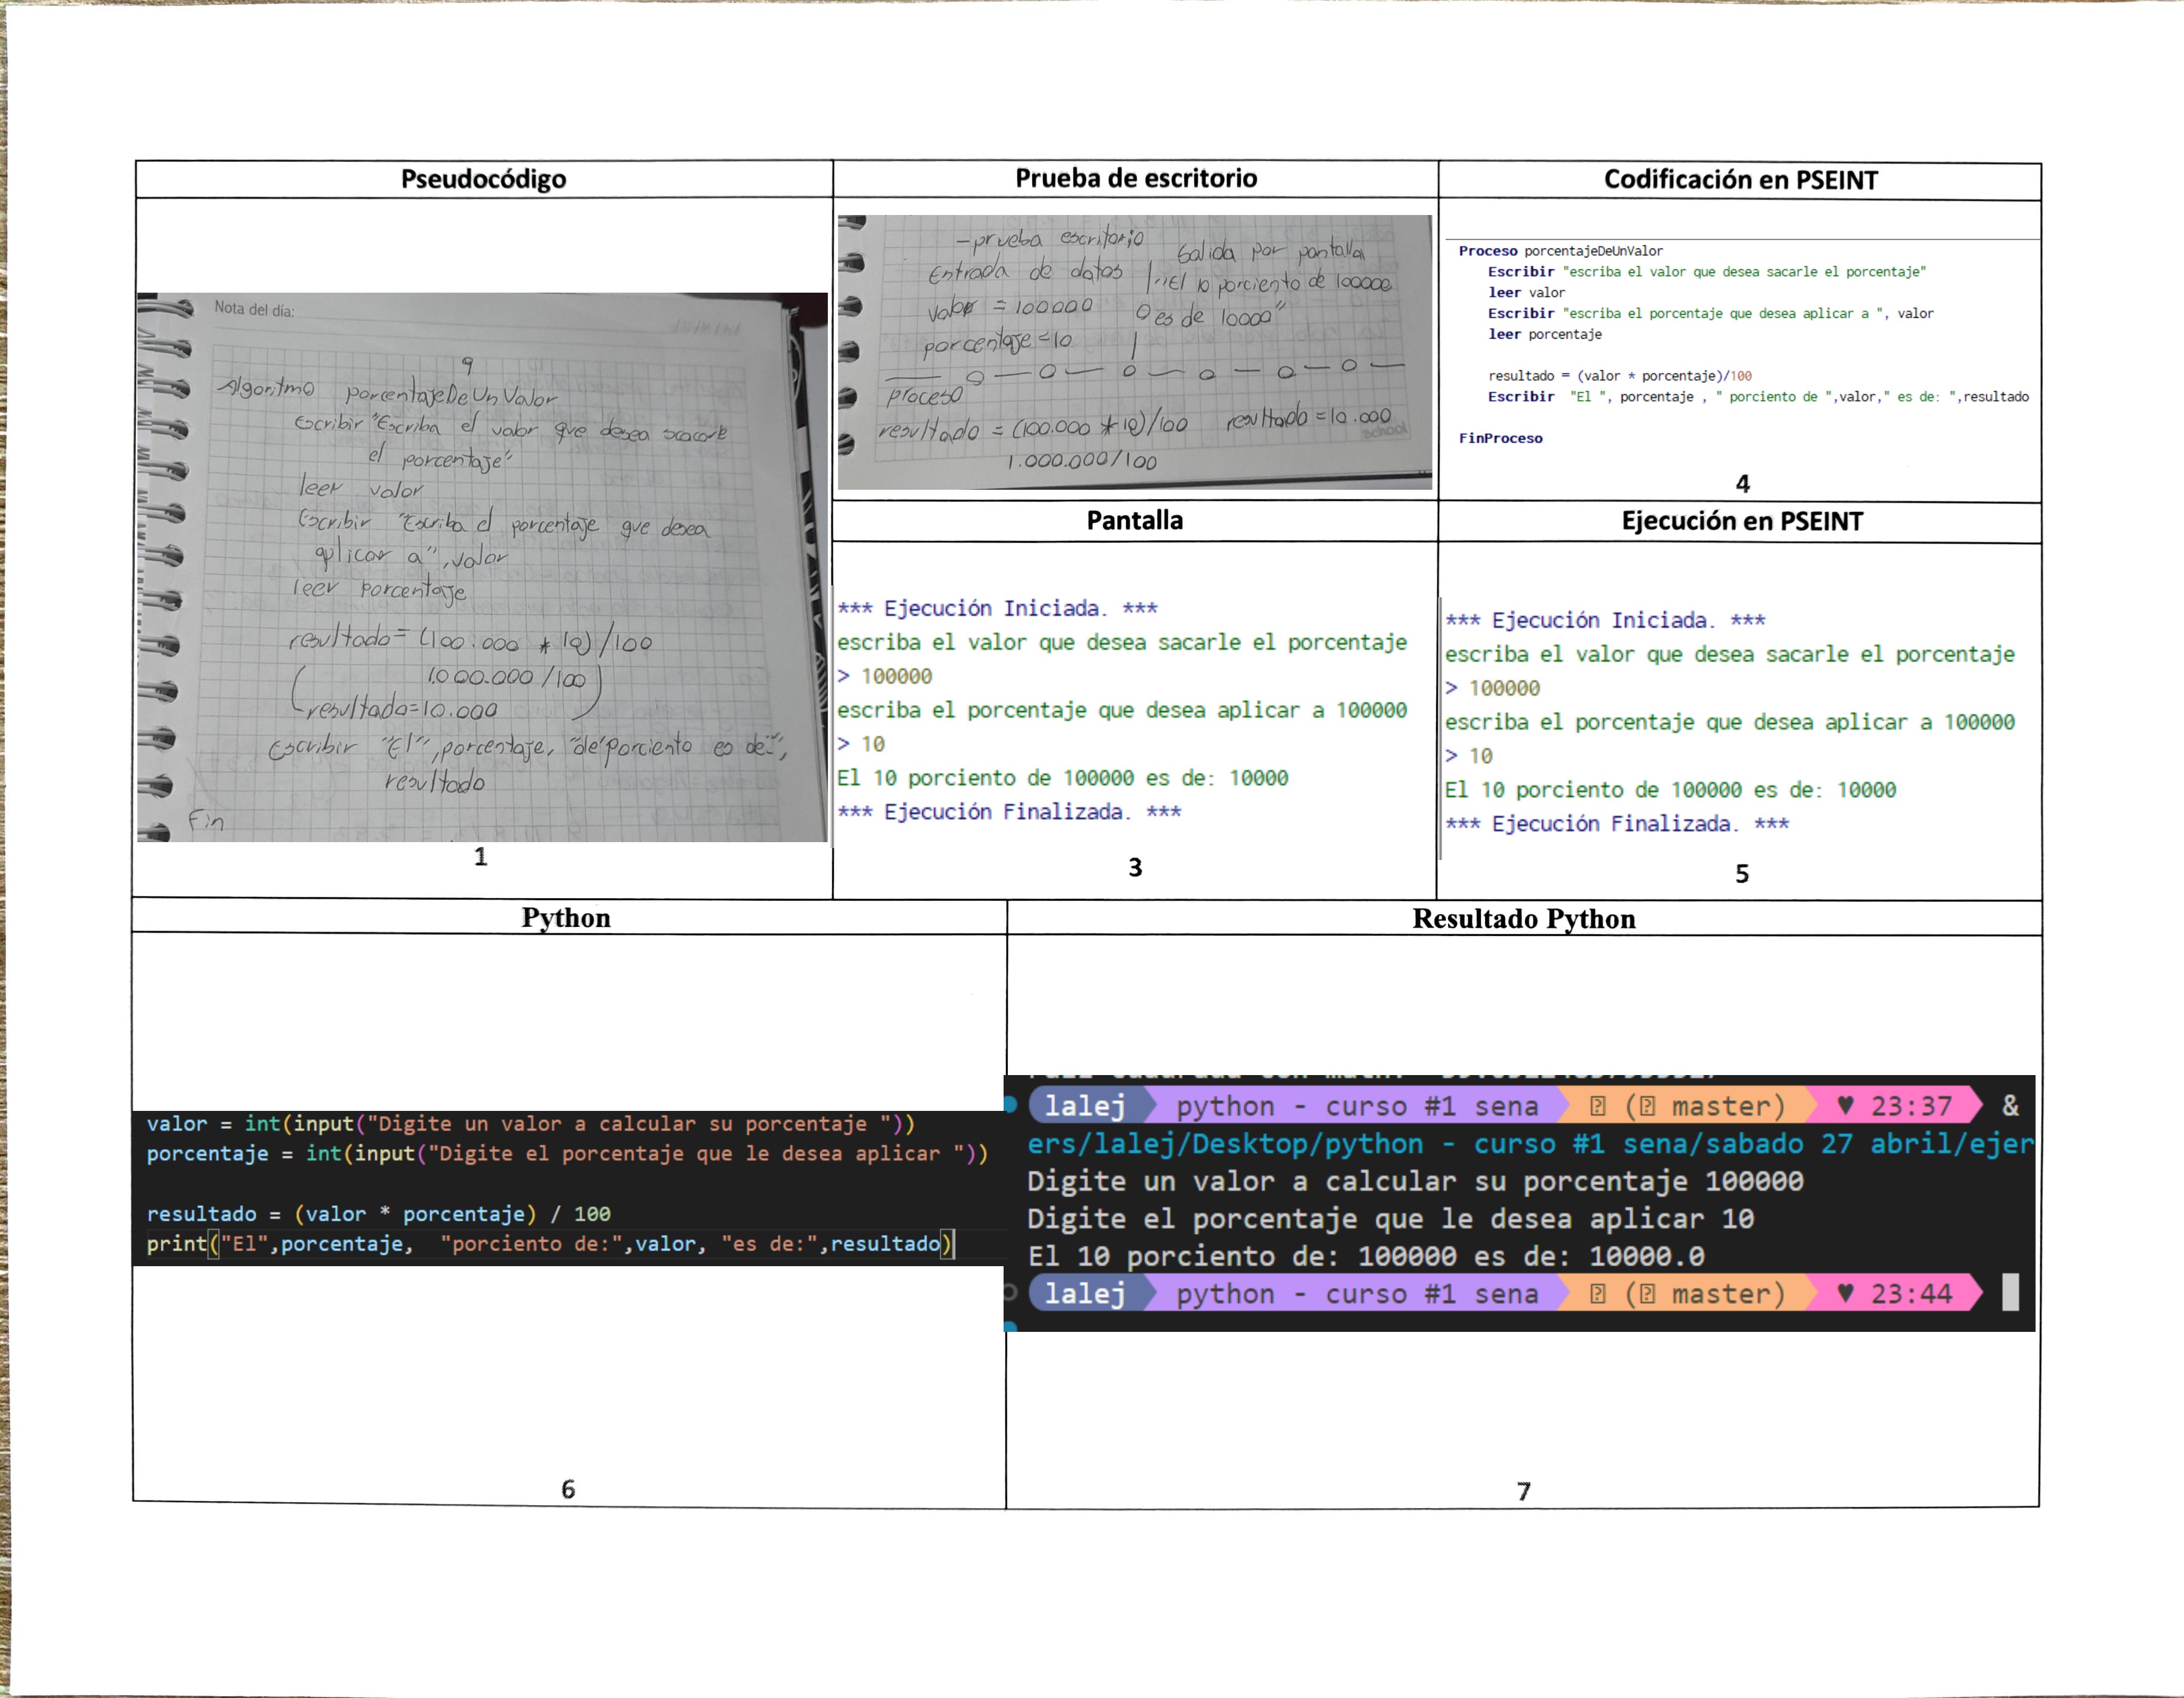 Pseudocódigo
Nota del día:
9
Algoritmo porcentajeDeUnValor
Escribir "Escriba el valor que desea sacarle
el porcentaje"
leer valor
Escribir "Escriba el porcentaje que desea
aplicar a", valor
leer porcentaje
resultado = (100.000 * 10)/100
1.000.000/100
resultado=10.000
Escribir "El", porcentaje, "de porciento es de:",
resultado
Fin
1
Prueba de escritorio
-prueba escritorio
Salida por pantalla
Entrada de datos
"El 10 porciento de 100000
valor = 100000
es de 10000"
porcentaje=10
proceso
resultado = (100.000 * 10)/100 resultado=10.000
school
1.000.000/100
Pantalla
*** Ejecución Iniciada. ***
escriba el valor que desea sacarle el porcentaje
> 100000
escriba el porcentaje que desea aplicar a 100000
> 10
El 10 porciento de 100000 es de: 10000
*** Ejecución Finalizada. ***
3
Codificación en PSEINT
Proceso porcentajeDeUnValor
Escribir "escriba el valor que desea sacarle el porcentaje"
leer valor
Escribir "escriba el porcentaje que desea aplicar a ", valor
leer porcentaje
resultado = (valor * porcentaje)/100
Escribir "El ", porcentaje , " porciento de ",valor," es de: ",resultado
FinProceso
4
Ejecución en PSEINT
*** Ejecución Iniciada. ***
escriba el valor que desea sacarle el porcentaje
> 100000
escriba el porcentaje que desea aplicar a 100000
> 10
El 10 porciento de 100000 es de: 10000
*** Ejecución Finalizada. ***
5
Python
valor = int(input("Digite un valor a calcular su porcentaje "))
porcentaje = int(input("Digite el porcentaje que le desea aplicar "))
resultado = (valor * porcentaje) / 100
print("El",porcentaje, "porciento de:",valor, "es de:",resultado)
6
Resultado Python
lalej python - curso #1 sena ( master) ♥ 23:37 &
ers/lalej/Desktop/python - curso #1 sena/sabado 27 abril/ejer
Digite un valor a calcular su porcentaje 100000
Digite el porcentaje que le desea aplicar 10
El 10 porciento de: 100000 es de: 10000.0
lalej python - curso #1 sena ( master) ♥ 23:44
7